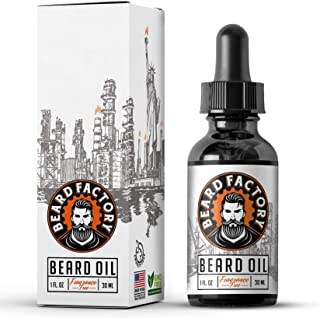 BEARD FACTORY
BEARD OIL
1 FL. OZ
Fragrance
Free
30 ML
BEARD FACTORY
BEARD OIL
1 FL. OZ
Fragrance
Free
30 ML